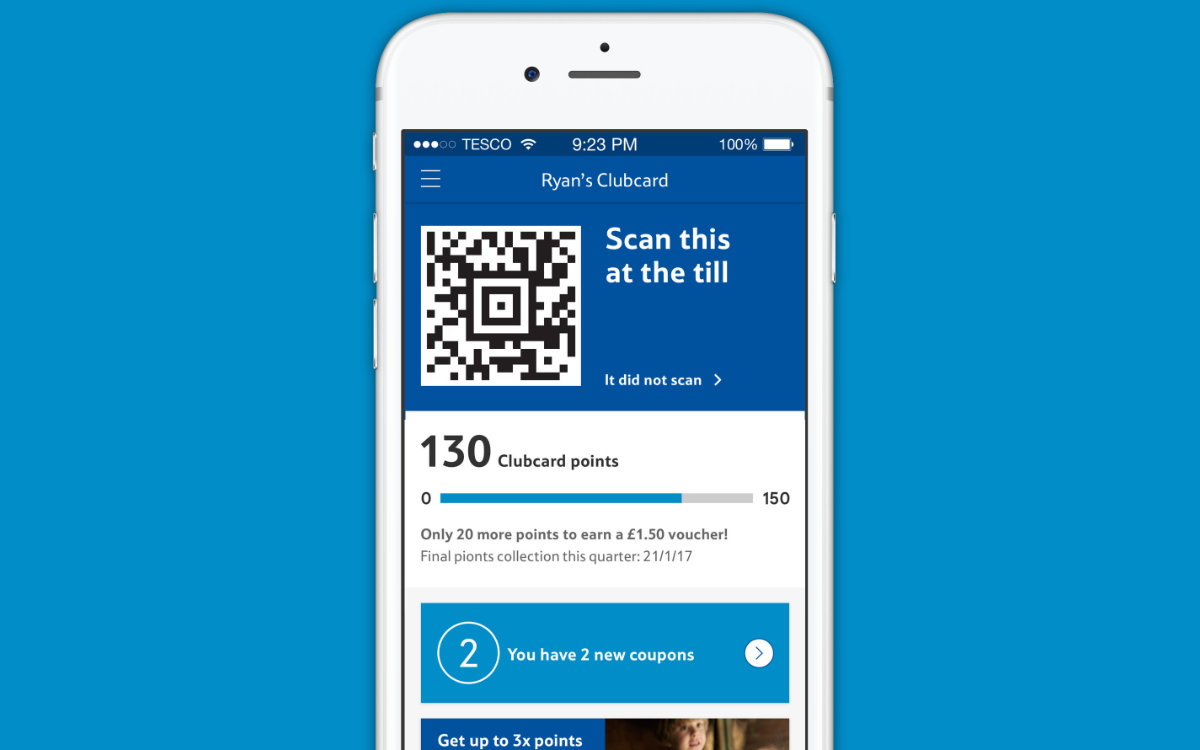 TESCO 9:23 PM 100%
Ryan's Clubcard
Scan this
at the till
It did not scan
130 Clubcard points
0 150
Only 20 more points to earn a £1.50 voucher!
Final pionts collection this quarter: 21/1/17
2 You have 2 new coupons
Get up to 3x points